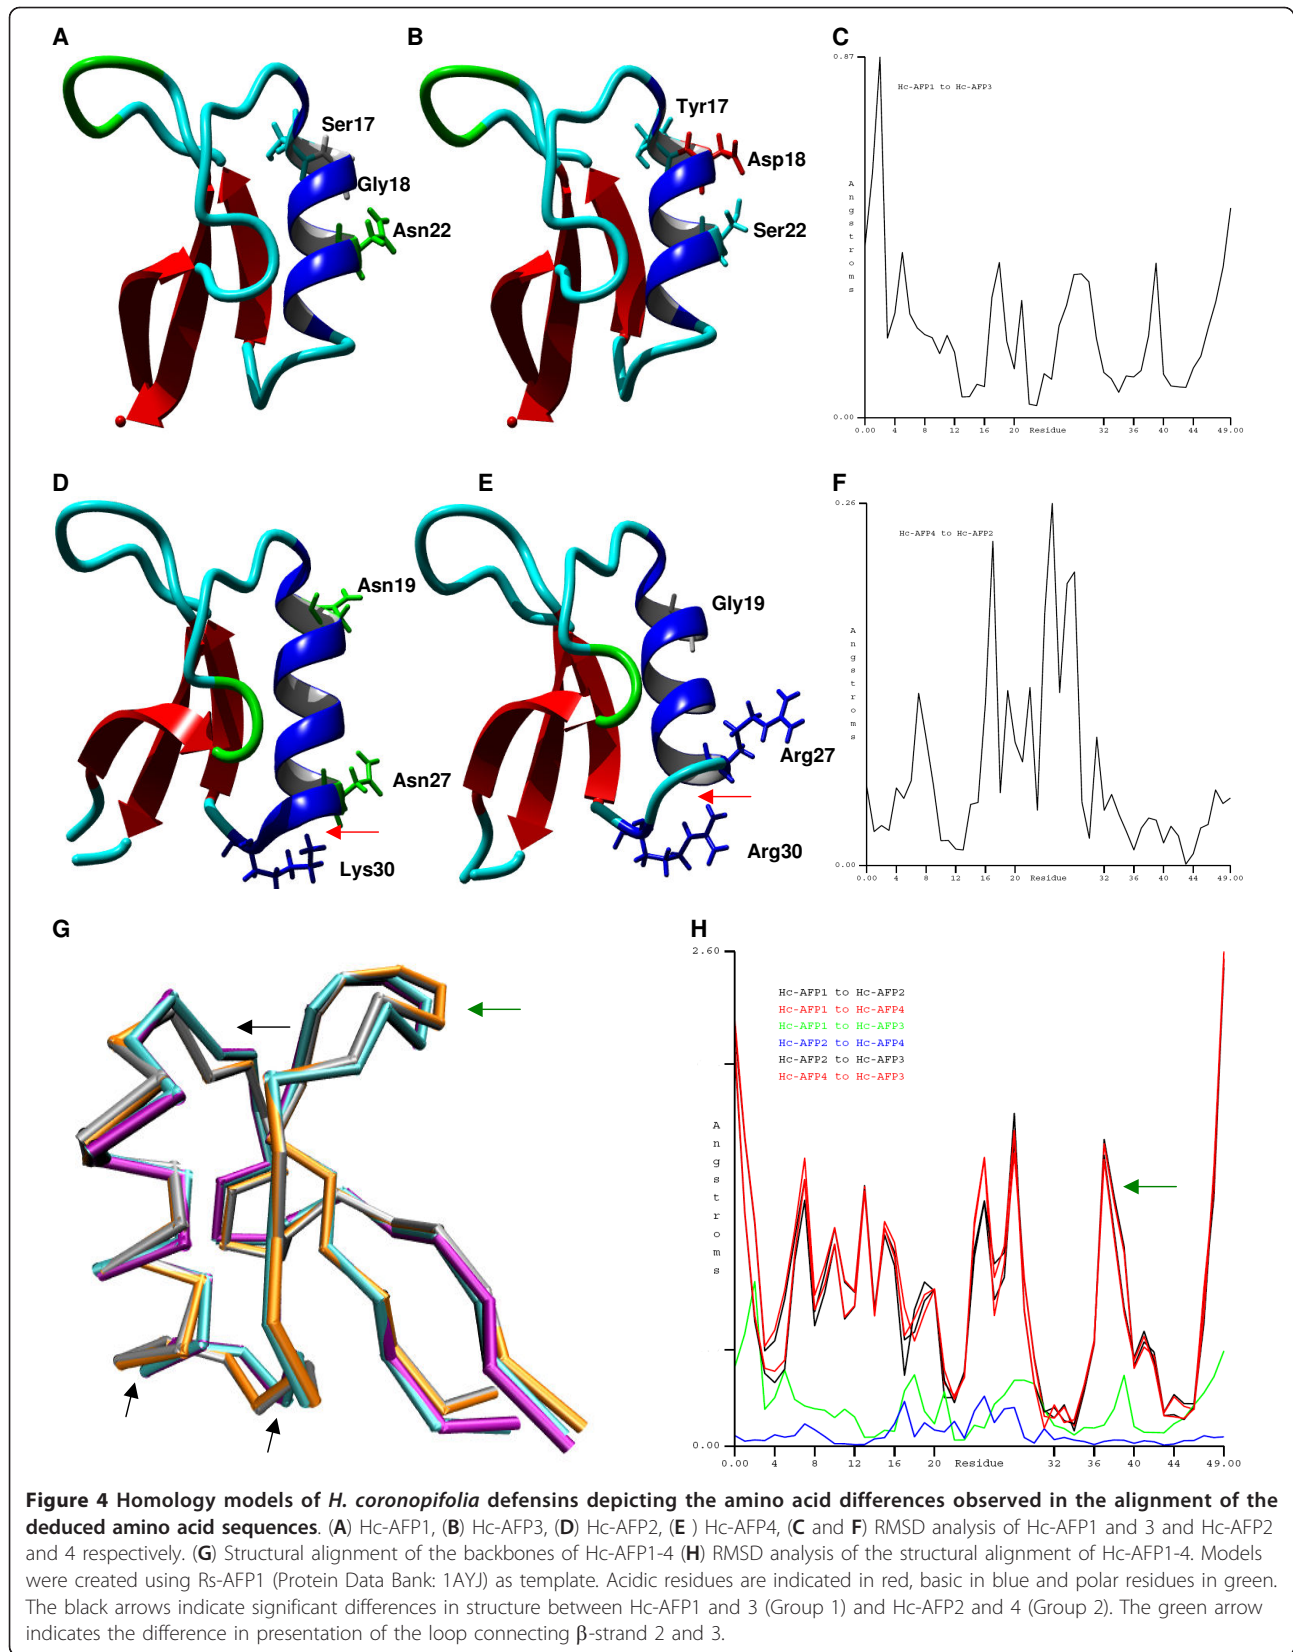 A
B
C
Ser17
Gly18
Asn22
Tyr17
Asp18
Ser22
0.87
Hc-AFP1 to Hc-AFP3
Angstroms
0.00
0.00 4 8 12 16 20 Residue 32 36 40 44 49.00
D
E
F
Asn19
Asn27
Lys30
Gly19
Arg27
Arg30
0.26
Hc-AFP4 to Hc-AFP2
Angstroms
0.00
0.00 4 8 12 16 20 Residue 32 36 40 44 49.00
G
H
2.60
Hc-AFP1 to Hc-AFP2
Hc-AFP1 to Hc-AFP4
Hc-AFP1 to Hc-AFP3
Hc-AFP2 to Hc-AFP4
Hc-AFP2 to Hc-AFP3
Hc-AFP4 to Hc-AFP3
Angstroms
0.00
0.00 4 8 12 16 20 Residue 32 36 40 44 49.00
Figure 4 Homology models of H. coronopifolia defensins depicting the amino acid differences observed in the alignment of the
deduced amino acid sequences. (A) Hc-AFP1, (B) Hc-AFP3, (D) Hc-AFP2, (E ) Hc-AFP4, (C and F) RMSD analysis of Hc-AFP1 and 3 and Hc-AFP2
and 4 respectively. (G) Structural alignment of the backbones of Hc-AFP1-4 (H) RMSD analysis of the structural alignment of Hc-AFP1-4. Models
were created using Rs-AFP1 (Protein Data Bank: 1AYJ) as template. Acidic residues are indicated in red, basic in blue and polar residues in green.
The black arrows indicate significant differences in structure between Hc-AFP1 and 3 (Group 1) and Hc-AFP2 and 4 (Group 2). The green arrow
indicates the difference in presentation of the loop connecting β-strand 2 and 3.